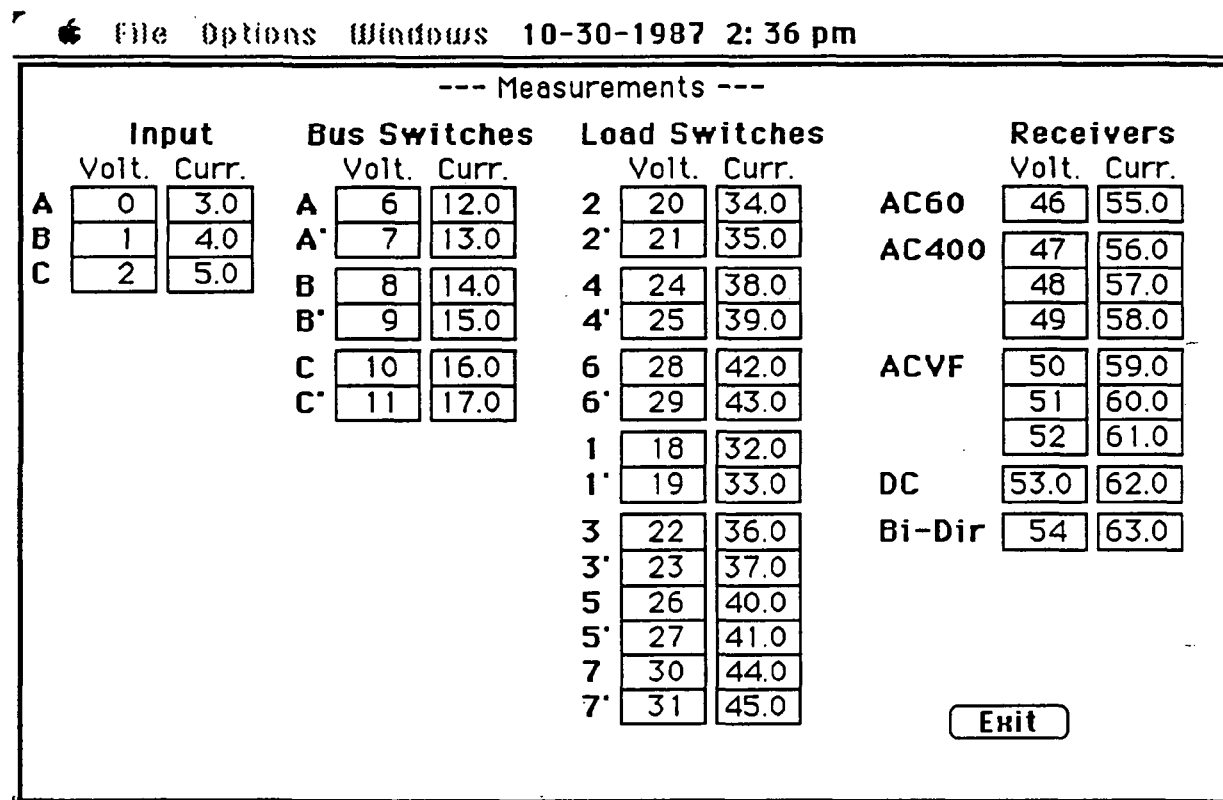 File Options Windows 10-30-1987 2:36 pm
--- Measurements ---
Input Bus Switches Load Switches Receivers
Volt. Curr. Volt. Curr. Volt. Curr. Volt. Curr.
A 0 3.0 A 6 12.0 2 20 34.0 AC60 46 55.0
B 1 4.0 A' 7 13.0 2' 21 35.0 AC400 47 56.0
C 2 5.0 B 8 14.0 4 24 38.0 48 57.0
B' 9 15.0 4' 25 39.0 49 58.0
C 10 16.0 6 28 42.0 ACVF 50 59.0
C' 11 17.0 6' 29 43.0 51 60.0
1 18 32.0 52 61.0
1' 19 33.0 DC 53.0 62.0
3 22 36.0 Bi-Dir 54 63.0
3' 23 37.0
5 26 40.0
5' 27 41.0
7 30 44.0
7' 31 45.0
Exit